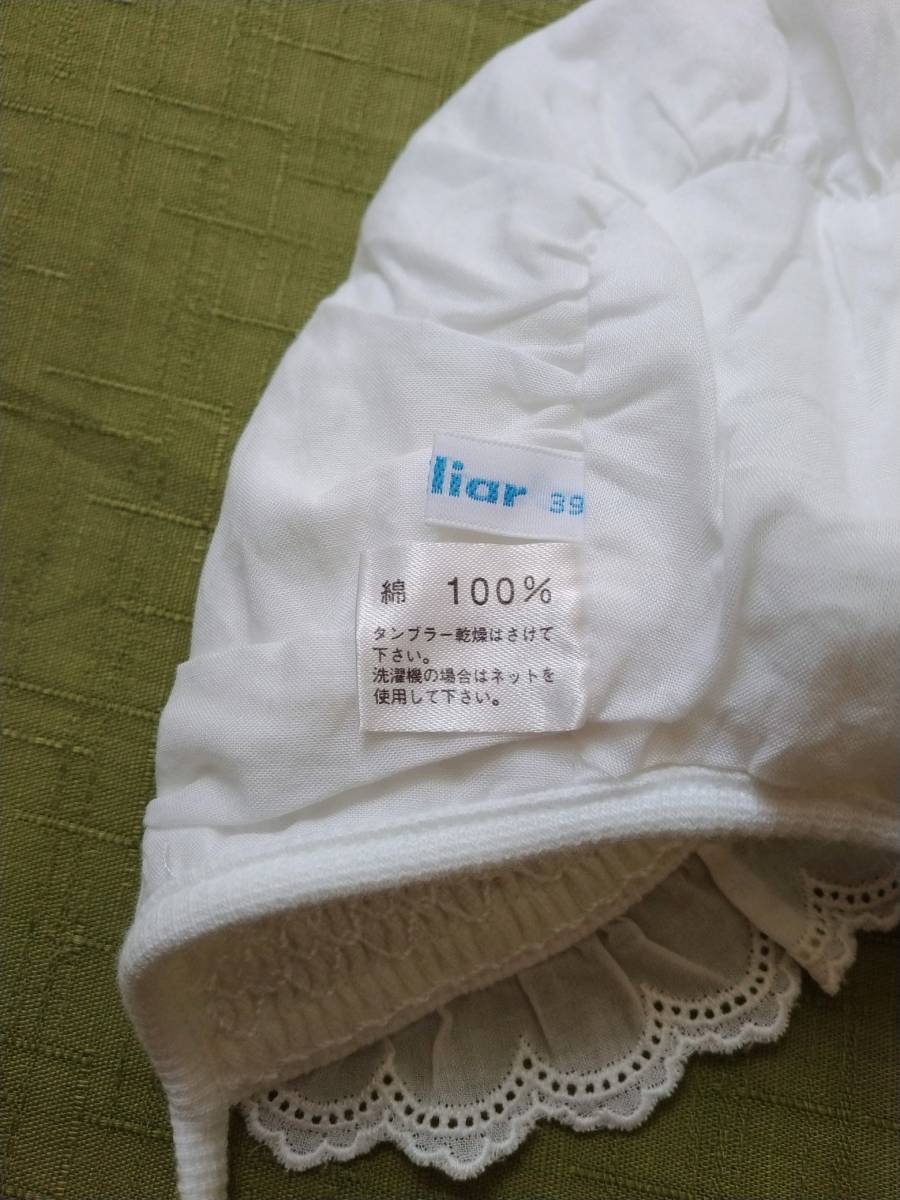 liar 39
綿 100%
タンブラー乾燥はさけて
下さい。
洗濯機の場合はネットを
使用して下さい。